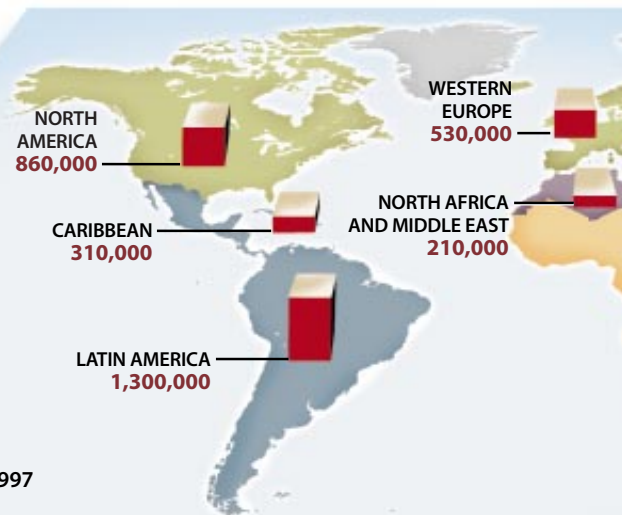 NORTH
AMERICA
860,000
WESTERN
EUROPE
530,000
CARIBBEAN
310,000
NORTH AFRICA
AND MIDDLE EAST
210,000
LATIN AMERICA
1,300,000
997